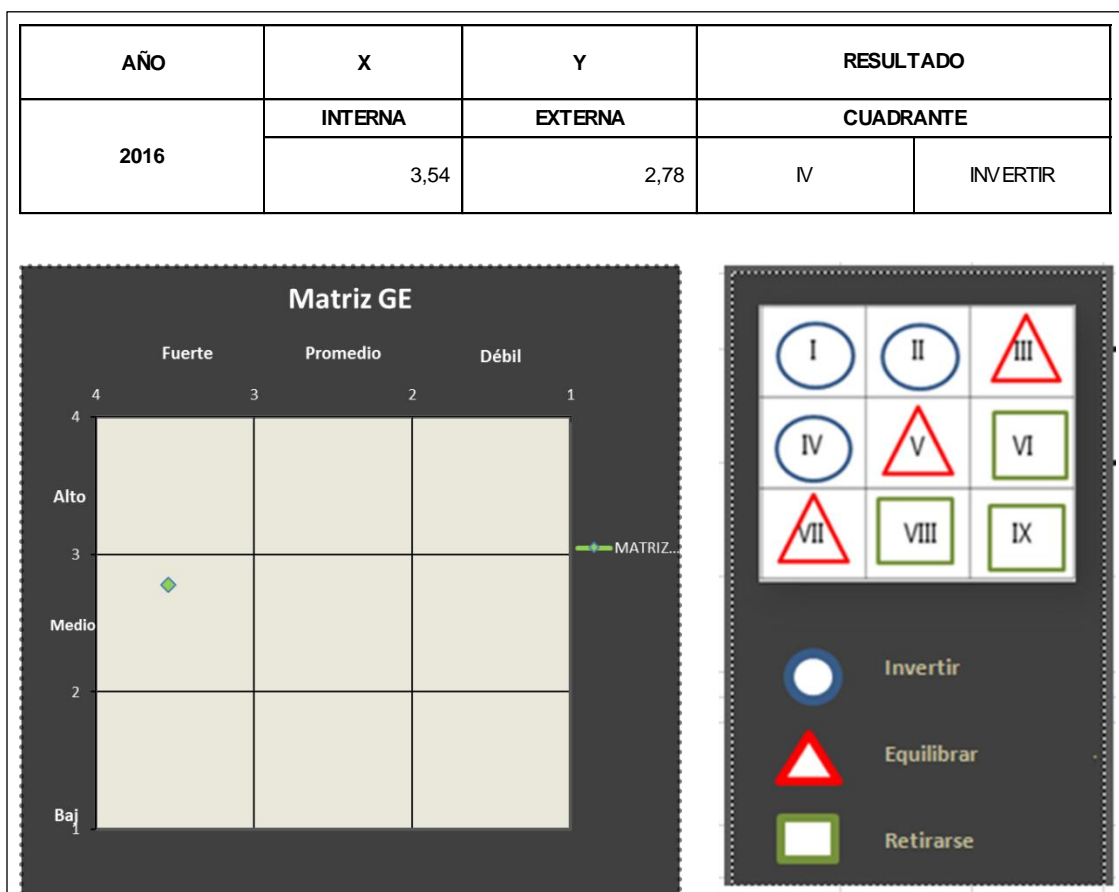 AÑO X Y RESULTADO
2016 INTERNA EXTERNA CUADRANTE
3,54 2,78 IV INVERTIR
Matriz GE
Fuerte Promedio Débil
4 3 2 1
4
Alto
3
Medio
2
Baj
1
MATRIZ...
I II III
IV V VI
VII VIII IX
Invertir
Equilibrar
Retirarse